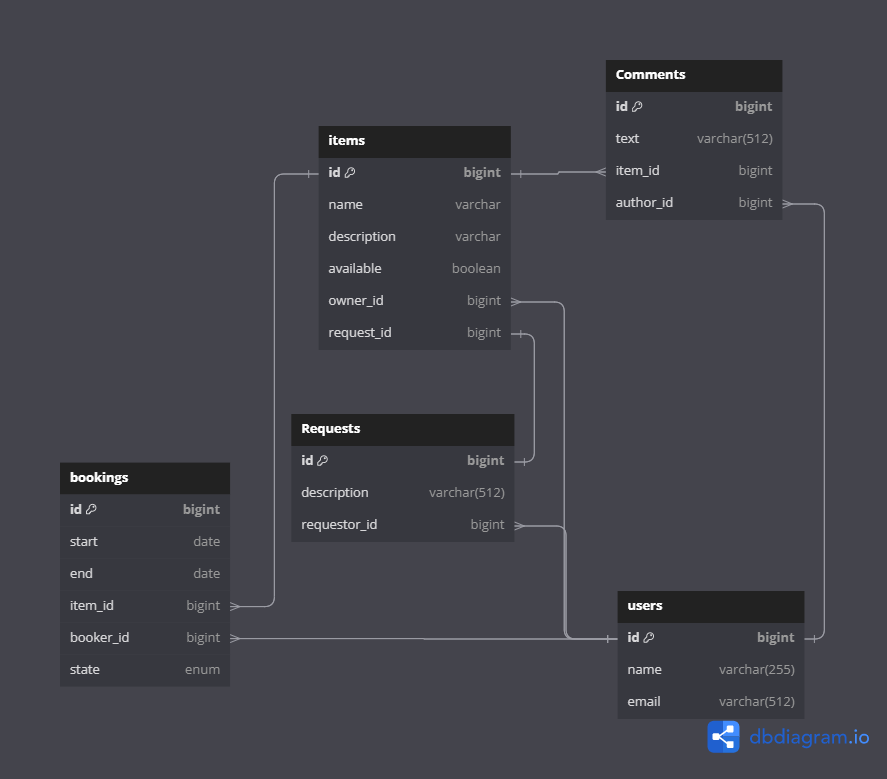 Comments
id bigint
text varchar(512)
item_id bigint
author_id bigint
items
id bigint
name varchar
description varchar
available boolean
owner_id bigint
request_id bigint
Requests
id bigint
description varchar(512)
requestor_id bigint
bookings
id bigint
start date
end date
item_id bigint
booker_id bigint
state enum
users
id bigint
name varchar(255)
email varchar(512)
dbdiagram.io